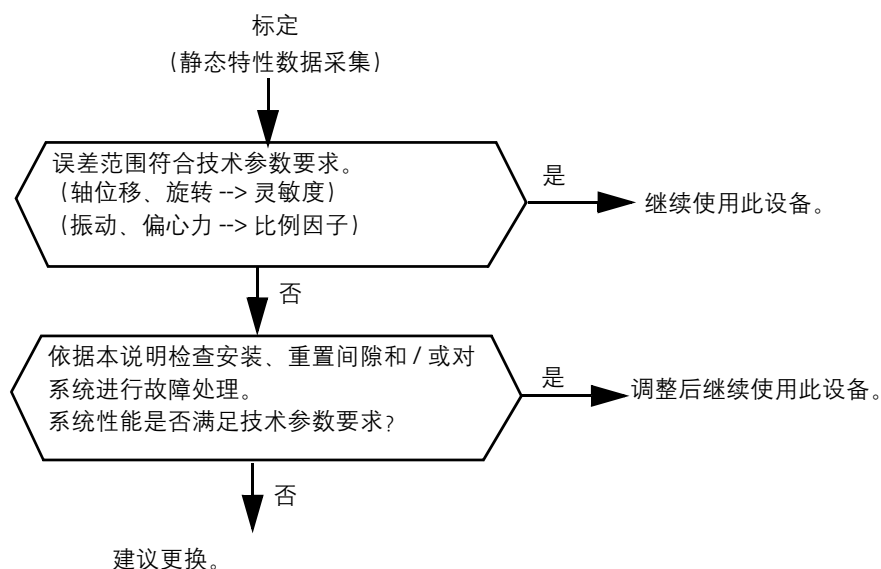 标定
(静态特性数据采集)
误差范围符合技术参数要求。
(轴位移、旋转 --> 灵敏度)
(振动、偏心力 --> 比例因子)
是
继续使用此设备。
否
依据本说明检查安装、重置间隙和 / 或对
系统进行故障处理。
系统性能是否满足技术参数要求?
是
调整后继续使用此设备。
否
建议更换。